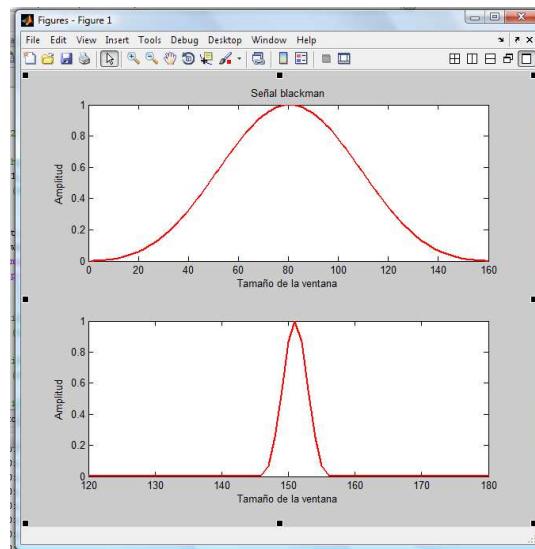 Figures - Figure 1
File Edit View Insert Tools Debug Desktop Window Help
Señal blackman
1
0.8
0.6
0.4
0.2
0
Amplitud
0 20 40 60 80 100 120 140 160
Tamaño de la ventana
1
0.8
0.6
0.4
0.2
0
Amplitud
120 130 140 150 160 170 180
Tamaño de la ventana